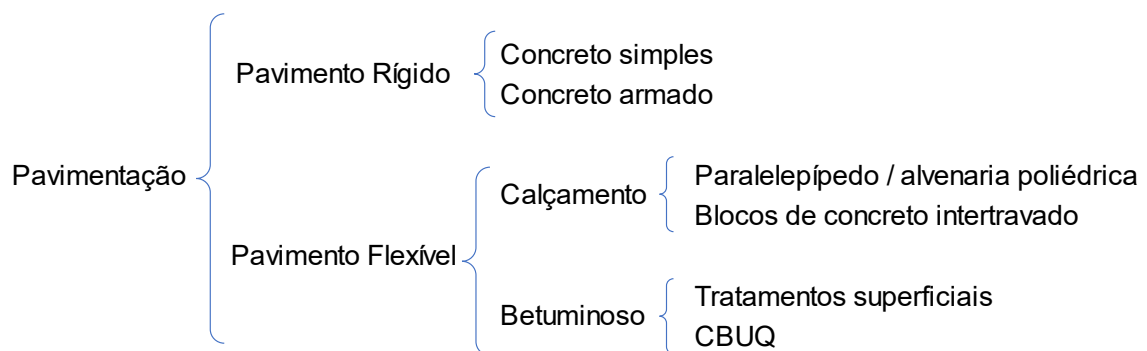 Pavimentação
Pavimento Rígido
Concreto simples
Concreto armado
Pavimento Flexível
Calçamento
Paralelepípedo / alvenaria poliédrica
Blocos de concreto intertravado
Betuminoso
Tratamentos superficiais
CBUQ